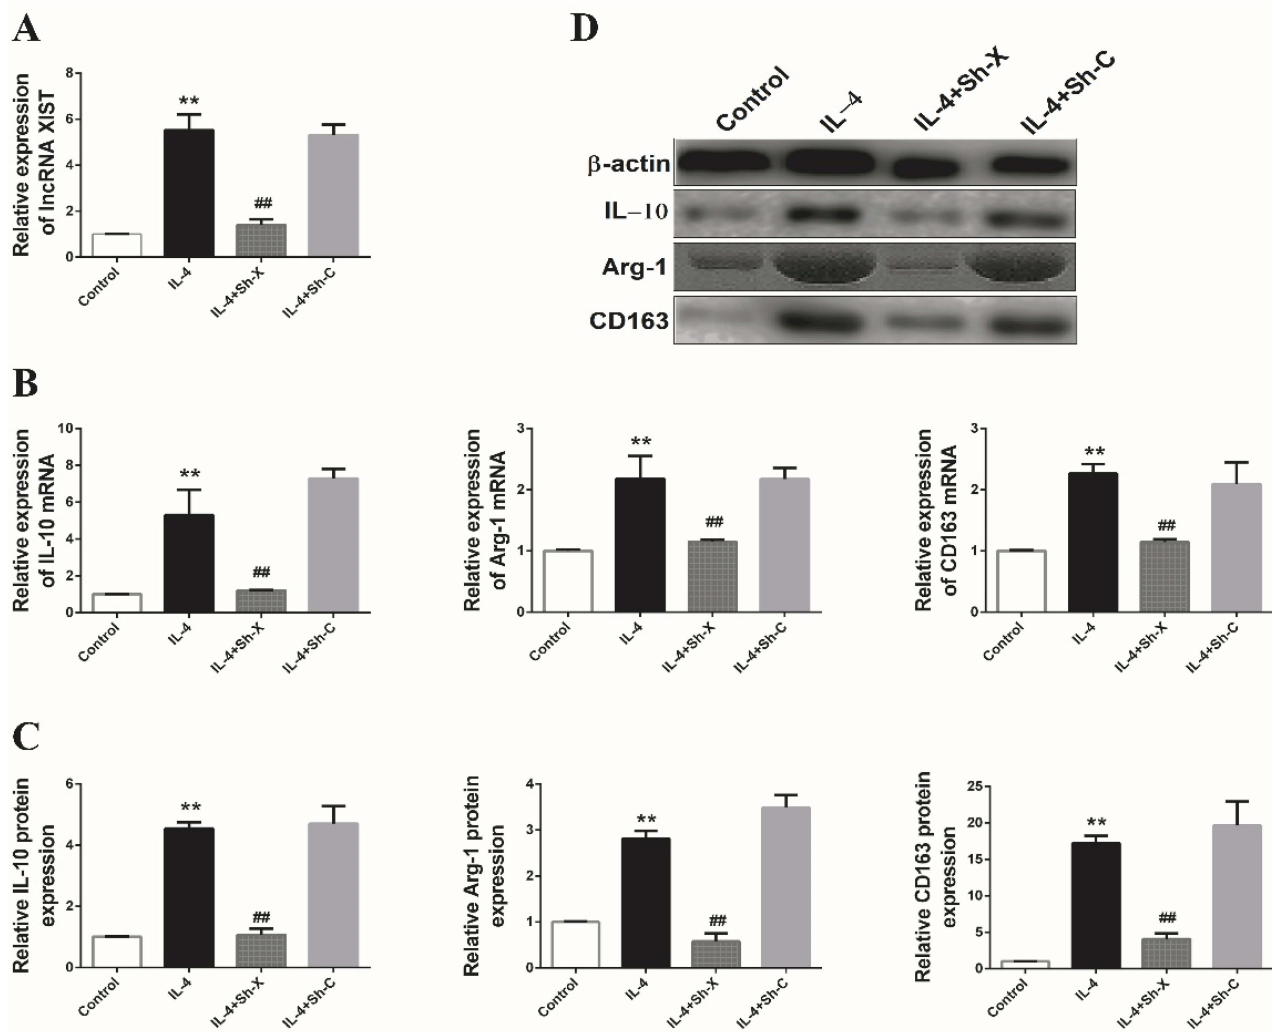 A
Relative expression
of lncRNA XIST
8
6
4
2
0
**
##
Control
IL-4
IL-4+Sh-X
IL-4+Sh-C
D
Control
IL-4
IL-4+Sh-X
IL-4+Sh-C
β-actin
IL-10
Arg-1
CD163
B
Relative expression
of IL-10 mRNA
10
8
6
4
2
0
**
##
Control
IL-4
IL-4+Sh-X
IL-4+Sh-C
Relative expression
of Arg-1 mRNA
3
2
1
0
**
##
Control
IL-4
IL-4+Sh-X
IL-4+Sh-C
Relative expression
of CD163 mRNA
3
2
1
0
**
##
Control
IL-4
IL-4+Sh-X
IL-4+Sh-C
C
Relative IL-10 protein
expression
6
4
2
0
**
##
Control
IL-4
IL-4+Sh-X
IL-4+Sh-C
Relative Arg-1 protein
expression
4
3
2
1
0
**
##
Control
IL-4
IL-4+Sh-X
IL-4+Sh-C
Relative CD163 protein
expression
25
20
15
10
5
0
**
##
Control
IL-4
IL-4+Sh-X
IL-4+Sh-C